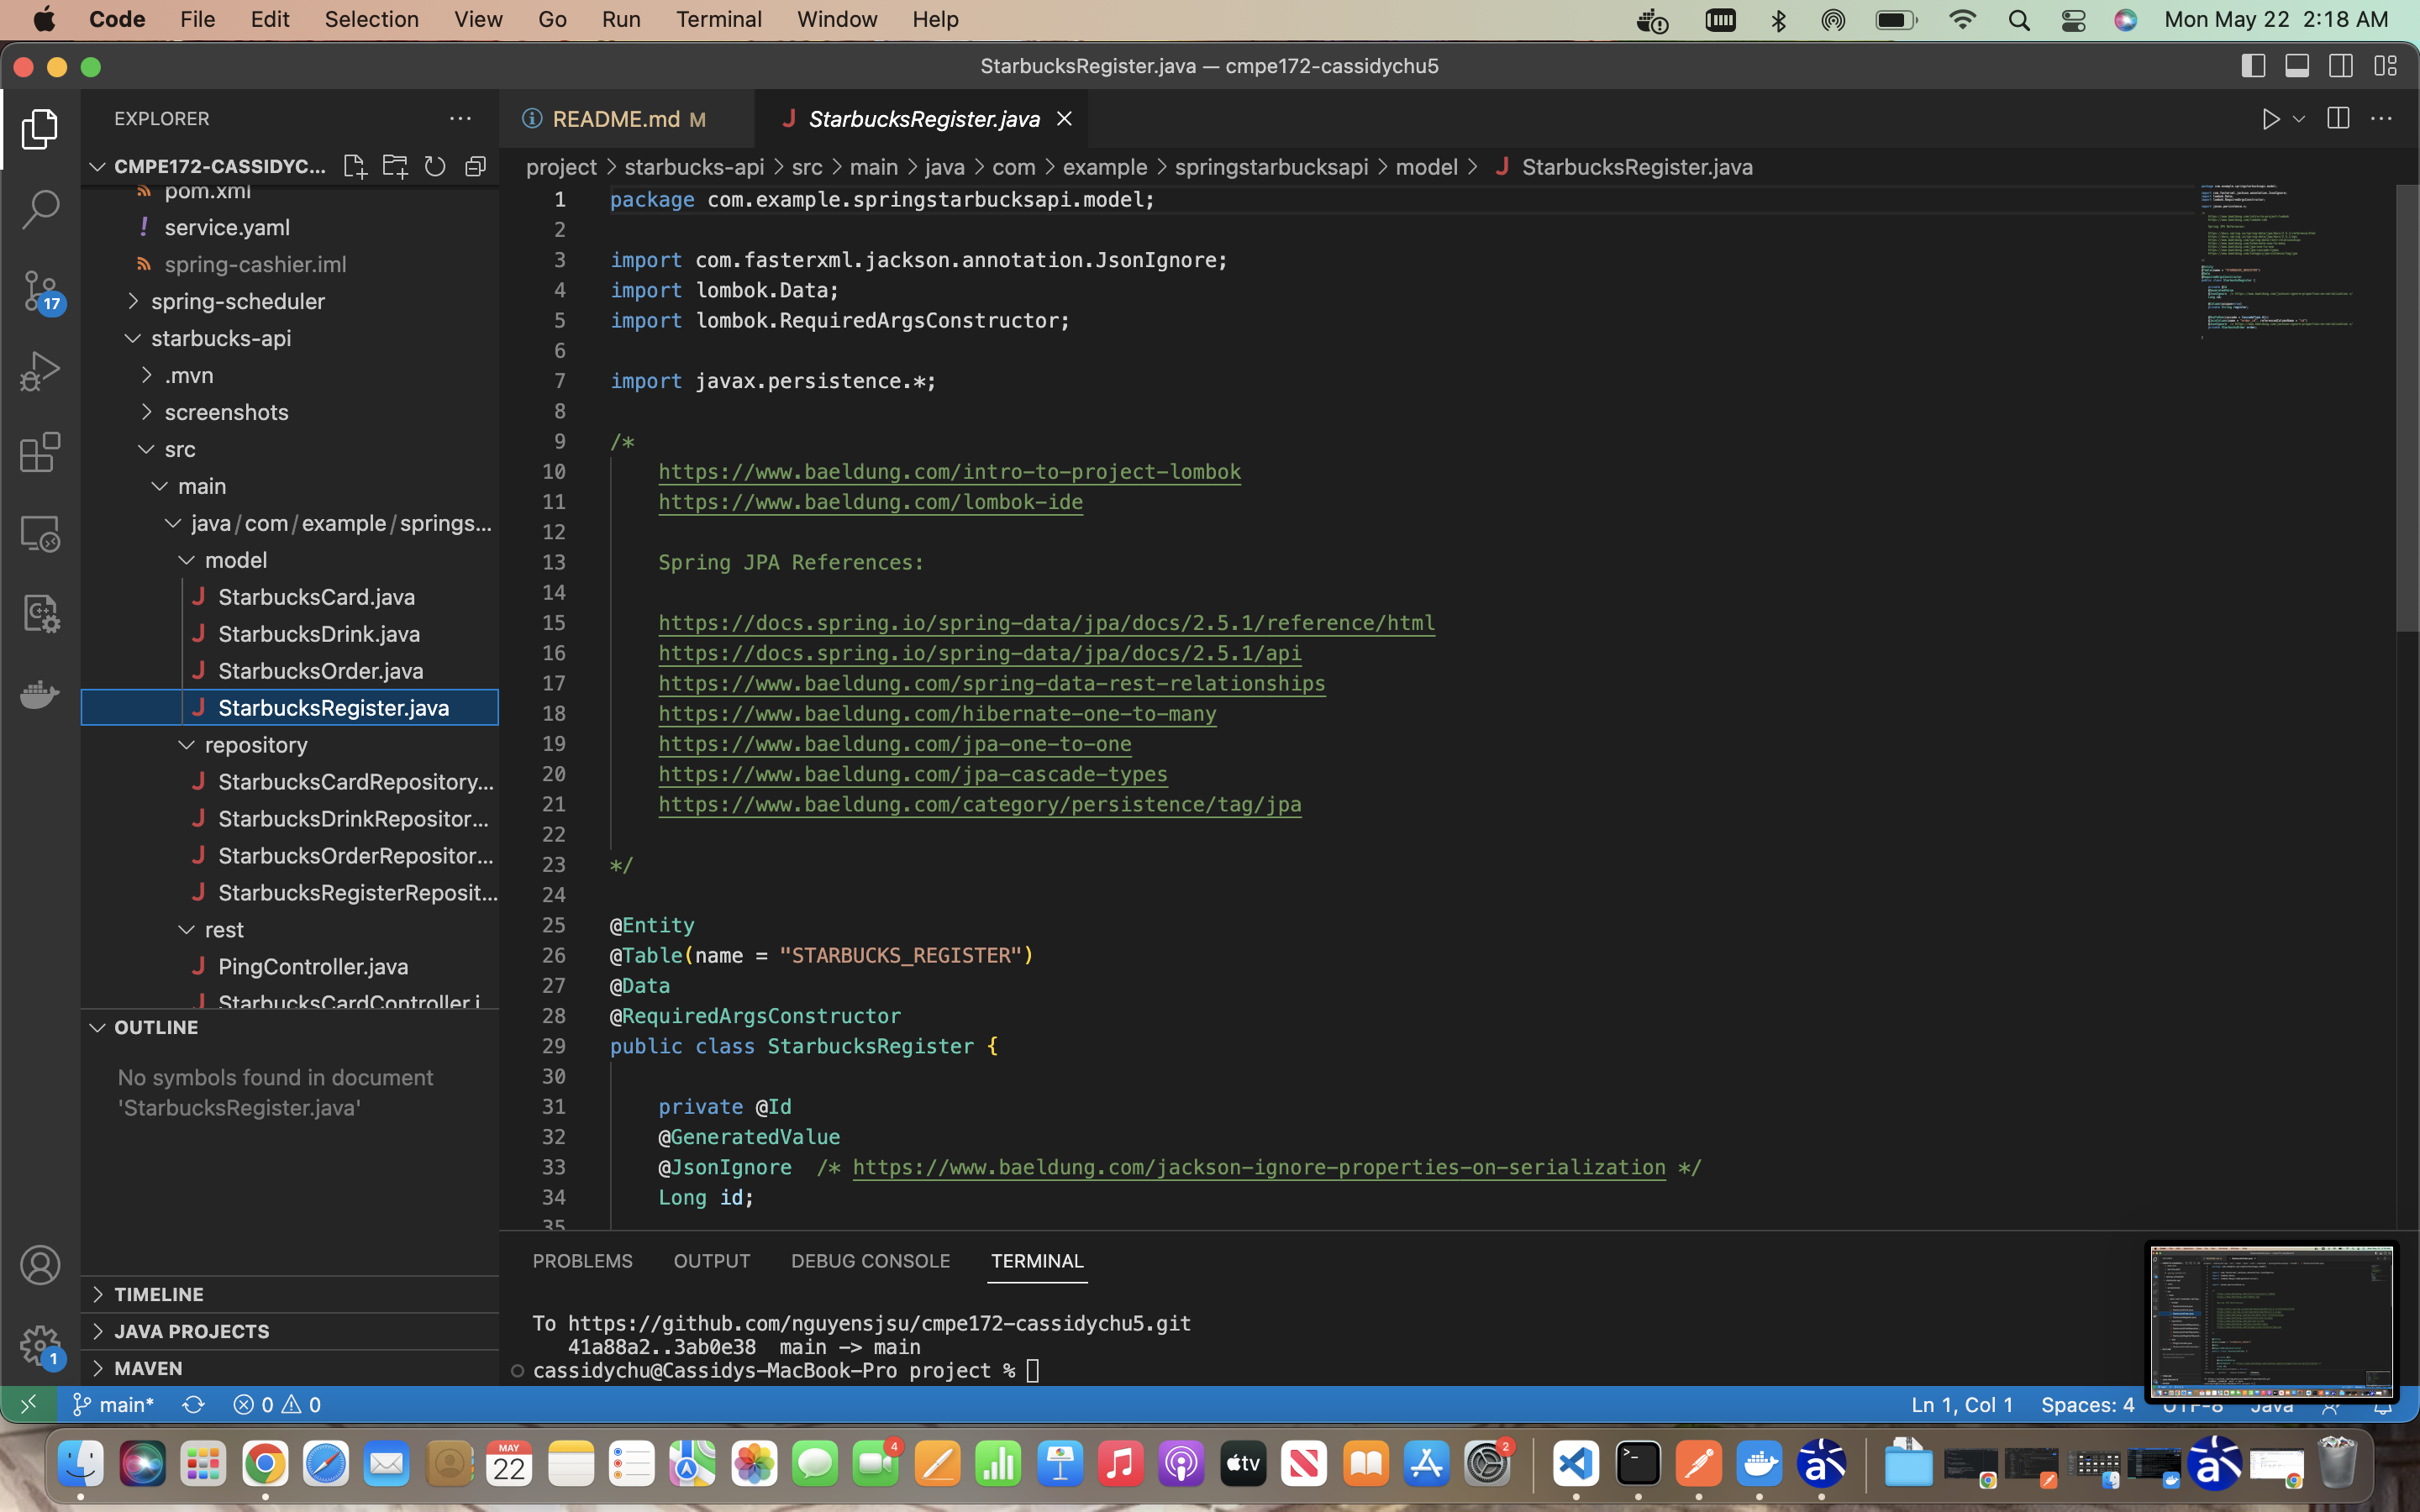 Code File Edit Selection View Go Run Terminal Window Help Mon May 22 2:18 AM
StarbucksRegister.java — cmpe172-cassidychu5
EXPLORER
CMPE172-CASSIDYC...
pom.xml
service.yaml
spring-cashier.iml
17
spring-scheduler
starbucks-api
.mvn
screenshots
src
main
java/com/example/springs...
model
StarbucksCard.java
StarbucksDrink.java
StarbucksOrder.java
StarbucksRegister.java
repository
StarbucksCardRepository...
StarbucksDrinkRepositor...
StarbucksOrderRepositor...
StarbucksRegisterReposit...
rest
PingController.java
StarbucksCardController.j
OUTLINE
No symbols found in document
'StarbucksRegister.java'
TIMELINE
JAVA PROJECTS
MAVEN
1
README.md M
StarbucksRegister.java
project > starbucks-api > src > main > java > com > example > springstarbucksapi > model > StarbucksRegister.java
1 package com.example.springstarbucksapi.model;
2
3 import com.fasterxml.jackson.annotation.JsonIgnore;
4 import lombok.Data;
5 import lombok.RequiredArgsConstructor;
6
7 import javax.persistence.*;
8
9 /*
10 https://www.baeldung.com/intro-to-project-lombok
11 https://www.baeldung.com/lombok-ide
12
13 Spring JPA References:
14
15 https://docs.spring.io/spring-data/jpa/docs/2.5.1/reference/html
16 https://docs.spring.io/spring-data/jpa/docs/2.5.1/api
17 https://www.baeldung.com/spring-data-rest-relationships
18 https://www.baeldung.com/hibernate-one-to-many
19 https://www.baeldung.com/jpa-one-to-one
20 https://www.baeldung.com/jpa-cascade-types
21 https://www.baeldung.com/category/persistence/tag/jpa
22
23 */
24
25 @Entity
26 @Table(name = "STARBUCKS_REGISTER")
27 @Data
28 @RequiredArgsConstructor
29 public class StarbucksRegister {
30
31 private @Id
32 @GeneratedValue
33 @JsonIgnore /* https://www.baeldung.com/jackson-ignore-properties-on-serialization */
34 Long id;
35
PROBLEMS OUTPUT DEBUG CONSOLE TERMINAL
To https://github.com/nguyensjsu/cmpe172-cassidychu5.git
41a88a2..3ab0e38 main -> main
cassidychu@Cassidys-MacBook-Pro project %
main* 0 0 Ln 1, Col 1 Spaces: 4 UTF-8 Java
MAY
22
4
tv
2